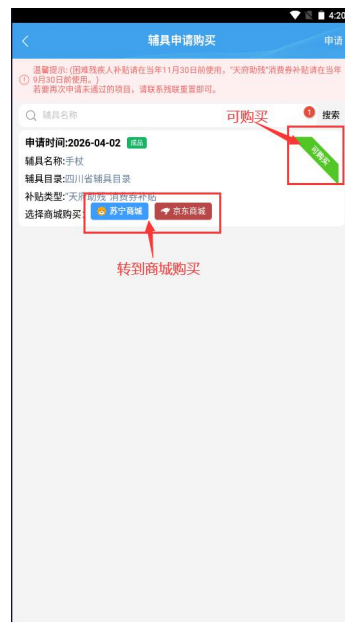 4:20
辅具申请购买
申请
温馨提示: (困难残疾人补贴请在当年11月30日前使用，"天府助残"消费券补贴请在当年
9月30日前使用。)
若要再次申请未通过的项目，请联系残联重置即可。
辅具名称
可购买
1
搜索
申请时间:2026-04-02 成品
可购买
辅具名称:手杖
辅具目录:四川省辅具目录
补贴类型:"天府助残"消费券补贴
选择商城购买: 苏宁商城 京东商城
转到商城购买